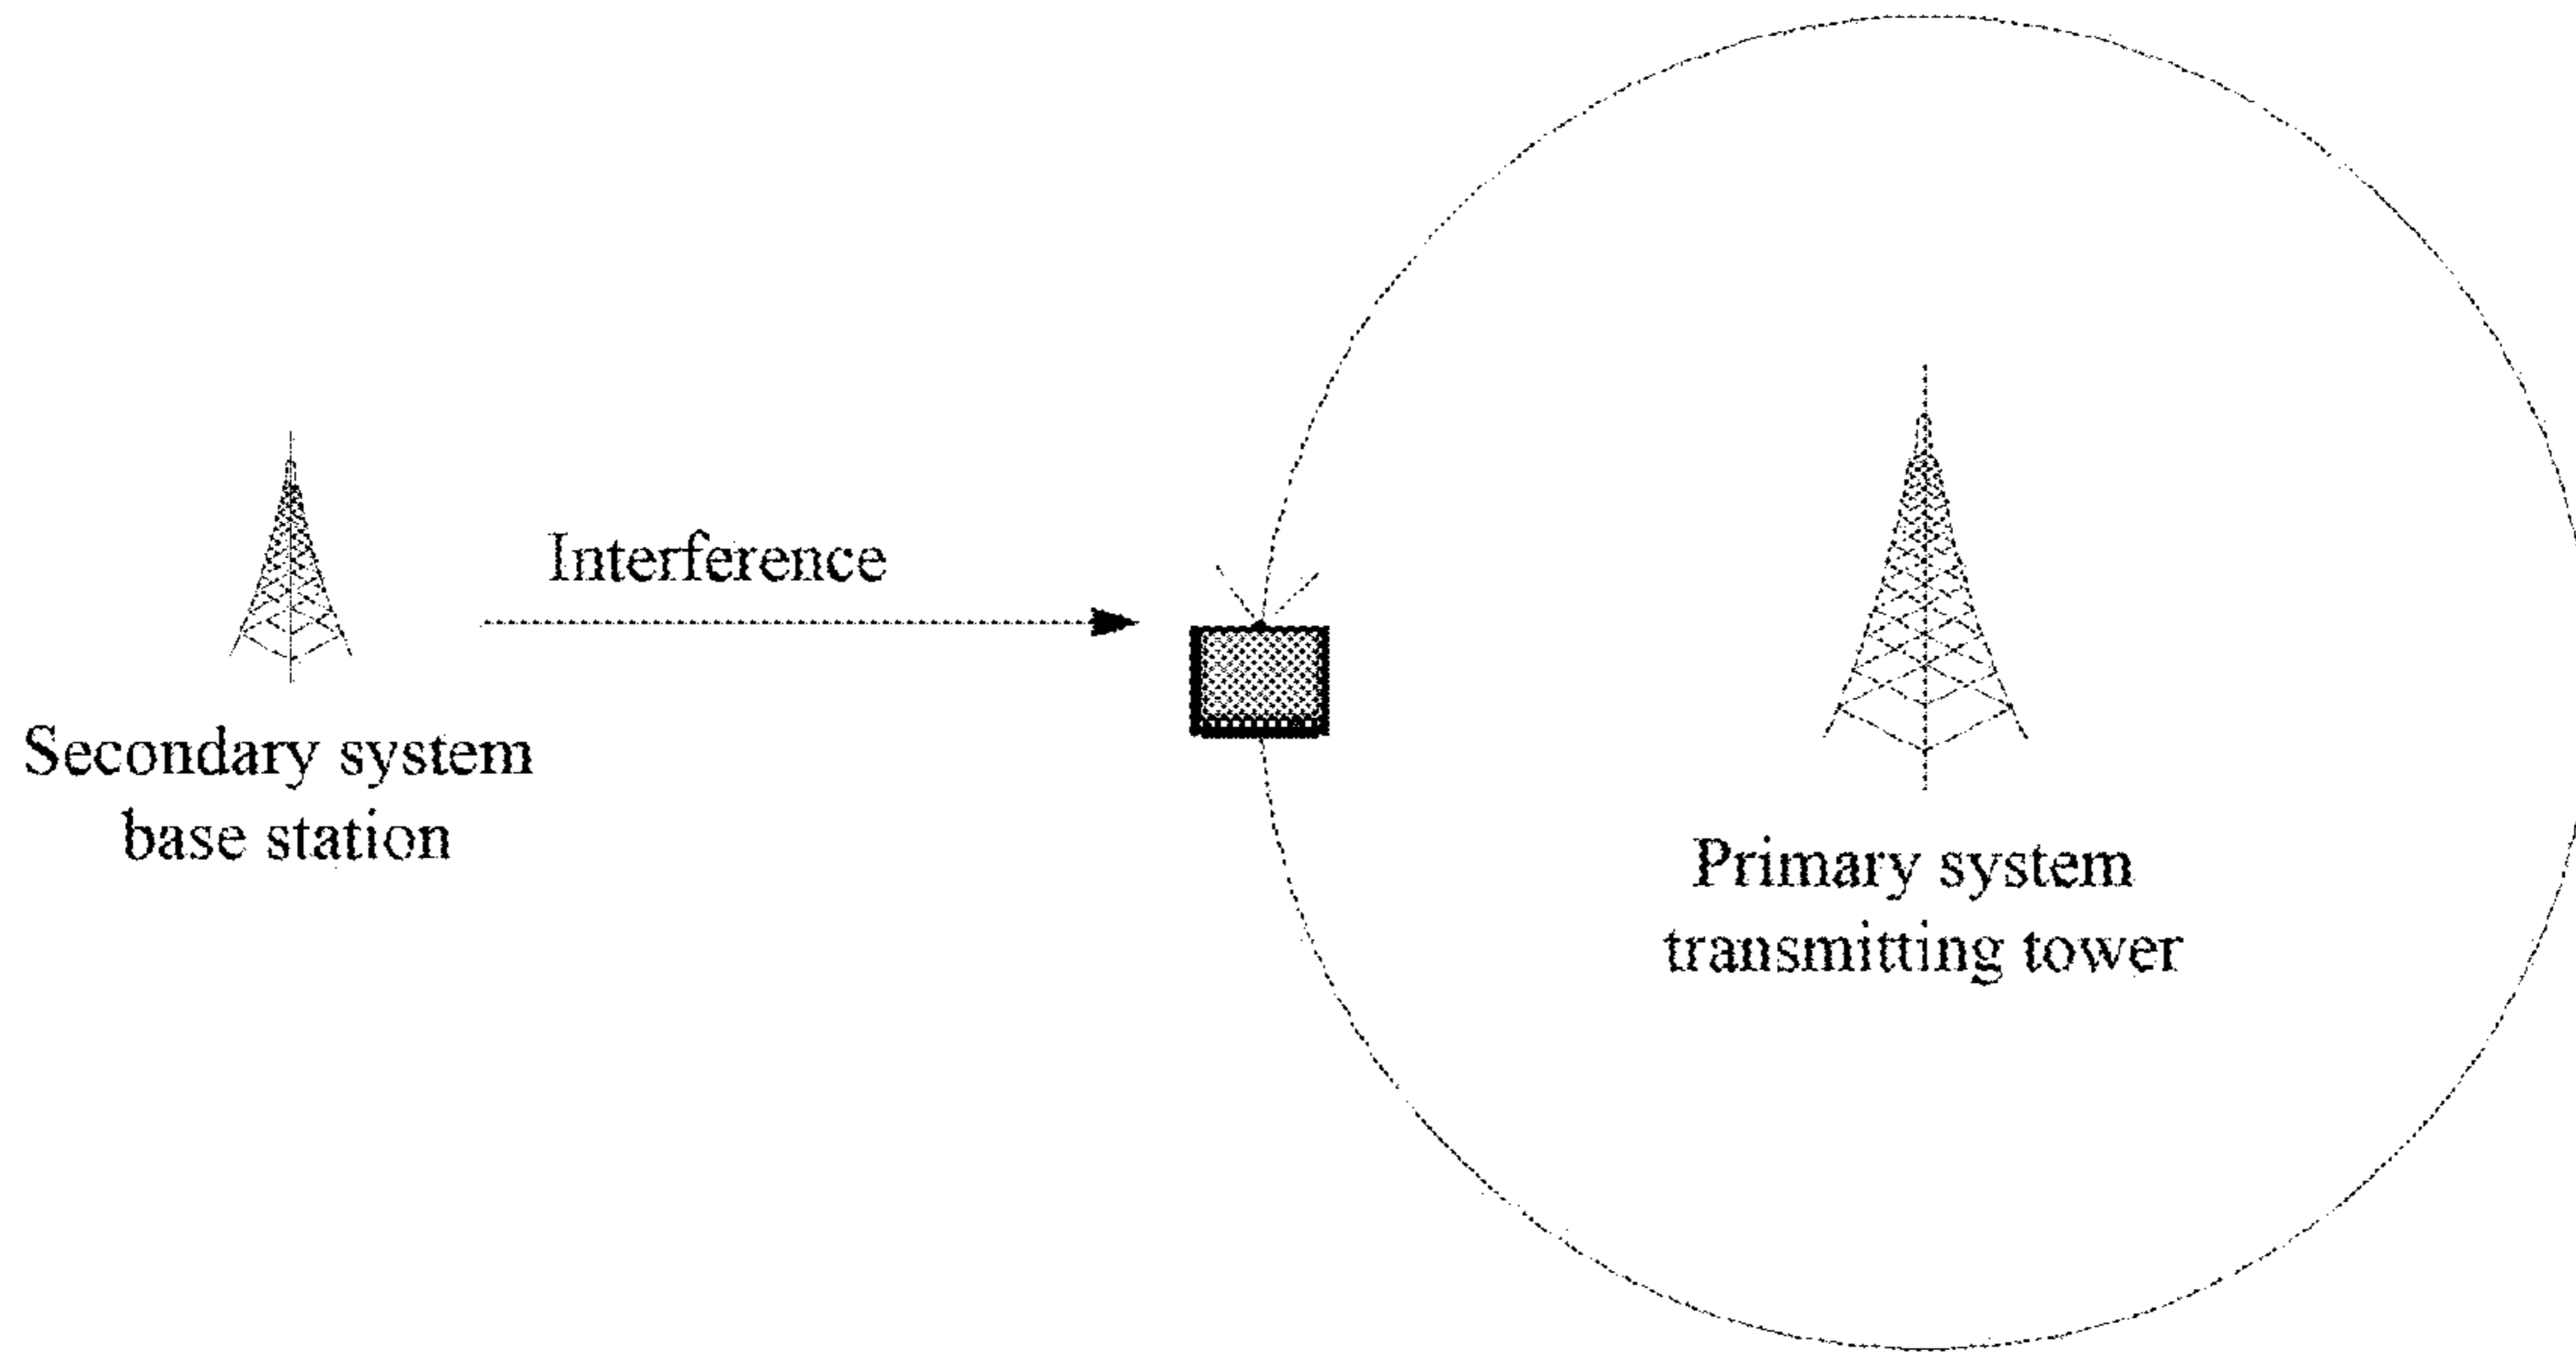 Interference
Secondary system
base station
Primary system
transmitting tower